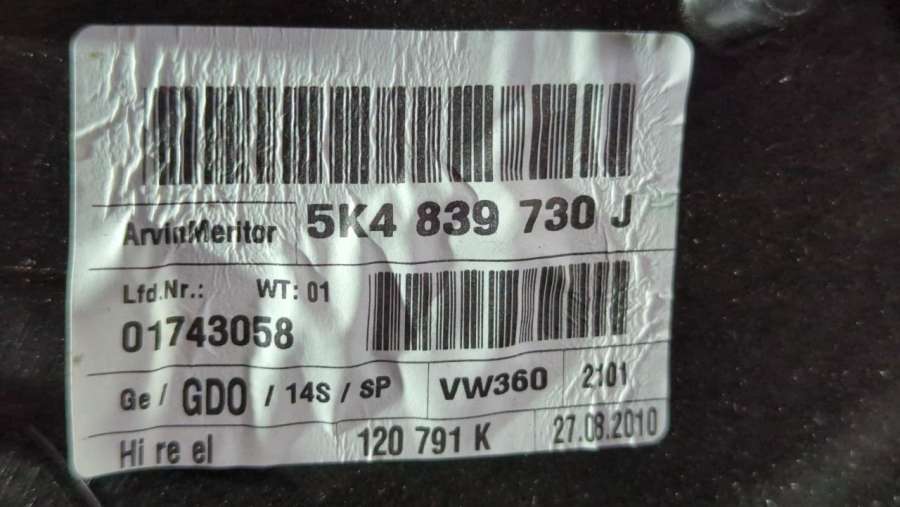 ArvinMeritor 5K4 839 730 J
Lfd.Nr.: WT: 01
01743058
Ge / GDO / 14S / SP VW360 2101
Hi re el 120 791 K 27.08.2010